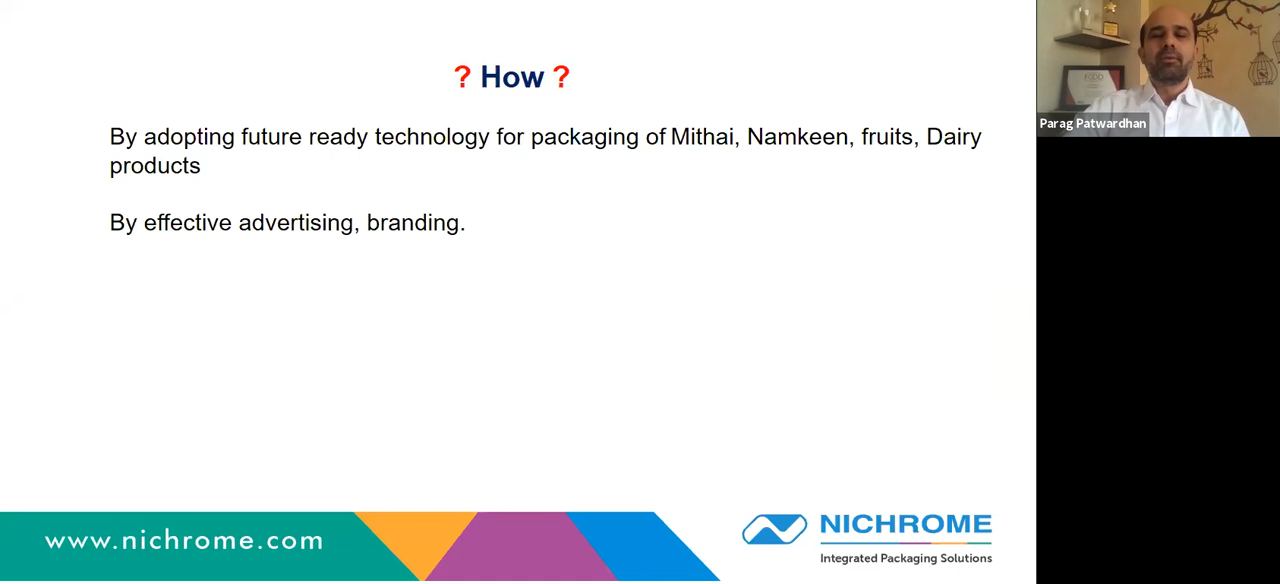 ? How ?
By adopting future ready technology for packaging of Mithai, Namkeen, fruits, Dairy
products
By effective advertising, branding.
www.nichrome.com
NICHROME
Integrated Packaging Solutions
Parag Patwardhan
FOOD